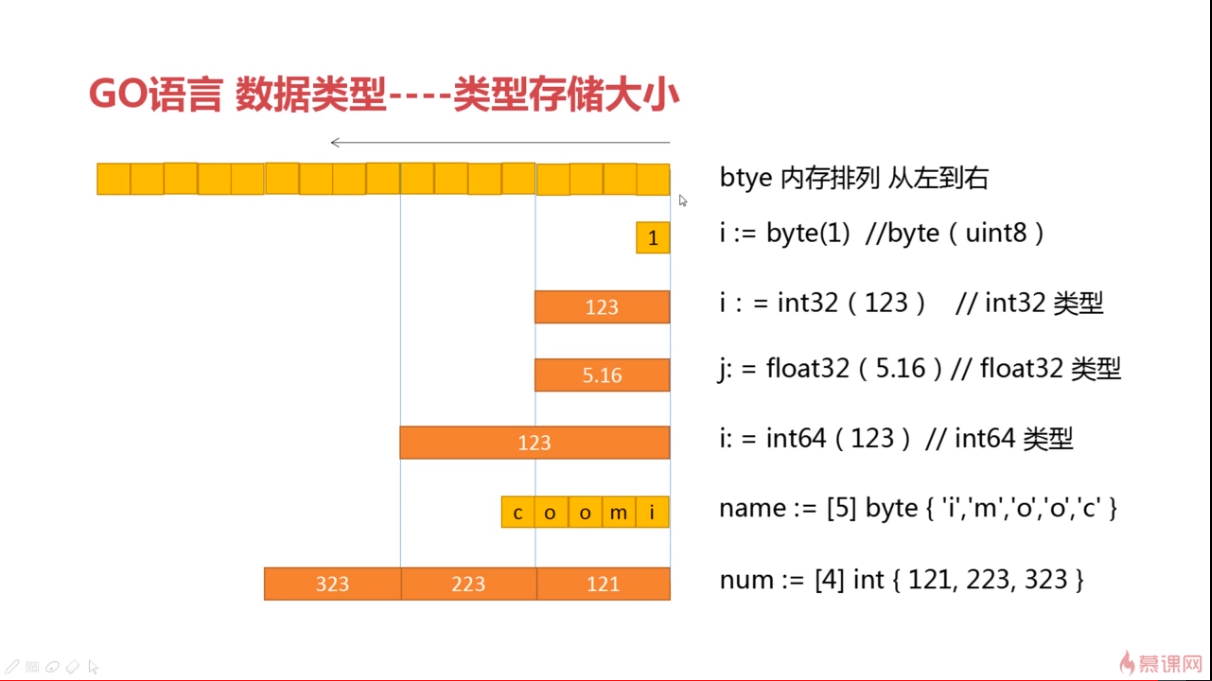 GO语言 数据类型----类型存储大小
btye 内存排列 从左到右
1
i := byte(1) //byte（uint8）
123
i：= int32（123） // int32 类型
5.16
j: = float32（5.16）// float32 类型
123
i: = int64（123）// int64 类型
c o o m i
name := [5] byte { 'i','m','o','o','c' }
323 223 121
num := [4] int { 121, 223, 323 }
慕课网